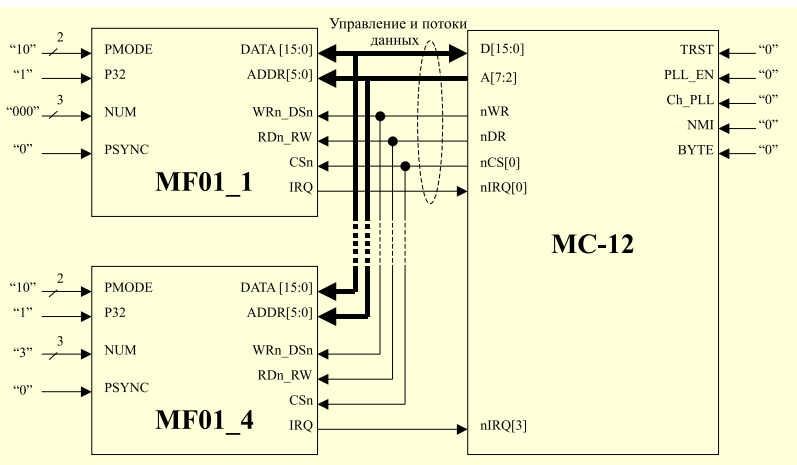 Управление и потоки
данных
“10” 2 PMODE DATA [15:0] D[15:0] TRST “0”
“1” P32 ADDR[5:0] A[7:2] PLL_EN “0”
Ch_PLL “0”
“000” 3 NUM WRn_DSn nWR NMI “0”
RDn_RW nDR
“0” PSYNC BYTE “0”
CSn nCS[0]
MF01_1 IRQ nIRQ[0]
MC-12
“10” 2 PMODE DATA [15:0]
“1” P32 ADDR[5:0]
“3” 3 NUM WRn_DSn
RDn_RW
“0” PSYNC
CSn
MF01_4 IRQ nIRQ[3]